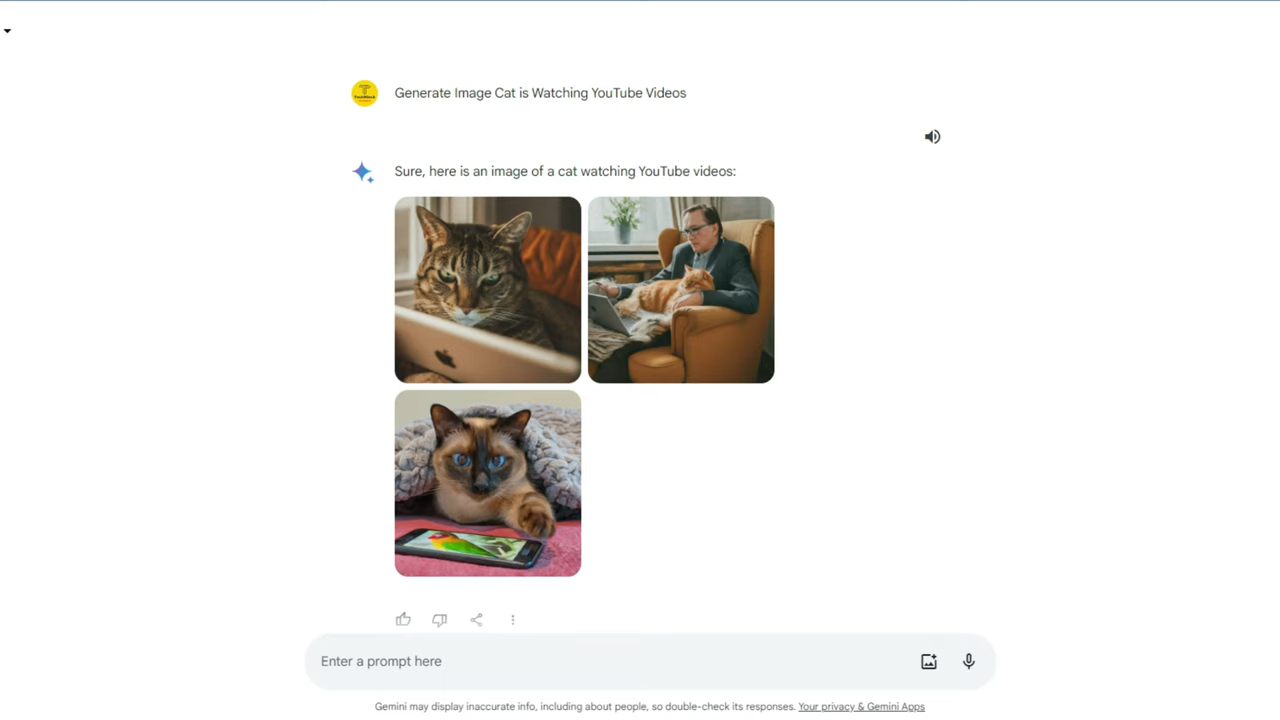 Generate Image Cat is Watching YouTube Videos
Sure, here is an image of a cat watching YouTube videos:
Enter a prompt here
Gemini may display inaccurate info, including about people, so double-check its responses. Your privacy & Gemini Apps